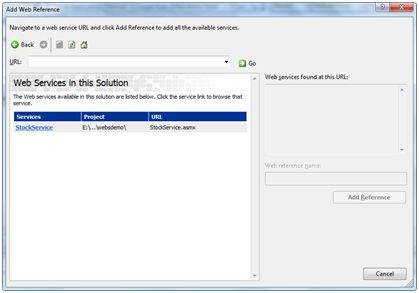 Add Web Reference
Navigate to a web service URL and click Add Reference to add all the available services.
Back
URL:
Go
Web Services in this Solution
The Web services available in this solution are listed below. Click the service link to browse that
service.
Services Project URL
StockService E:\...\websdemo\ StockService.asmx
Web services found at this URL:
Web reference name:
Add Reference
Cancel